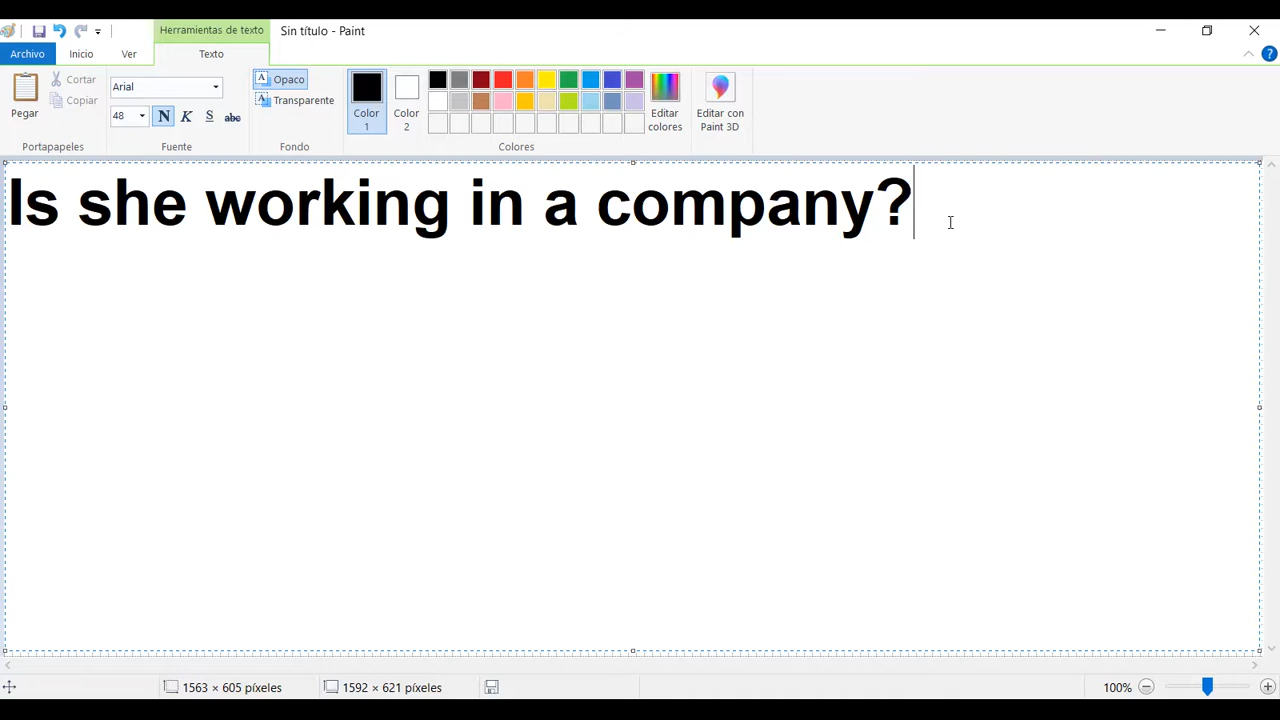 Herramientas de texto
Sin título - Paint
Archivo
Inicio
Ver
Texto
Pegar
Cortar
Copiar
Portapapeles
Arial
48
N K S abc
Fuente
Opaco
Transparente
Fondo
Color 1
Color 2
Editar colores
Colores
Editar con Paint 3D
Is she working in a company?
1563 × 605 píxeles
1592 × 621 píxeles
100%